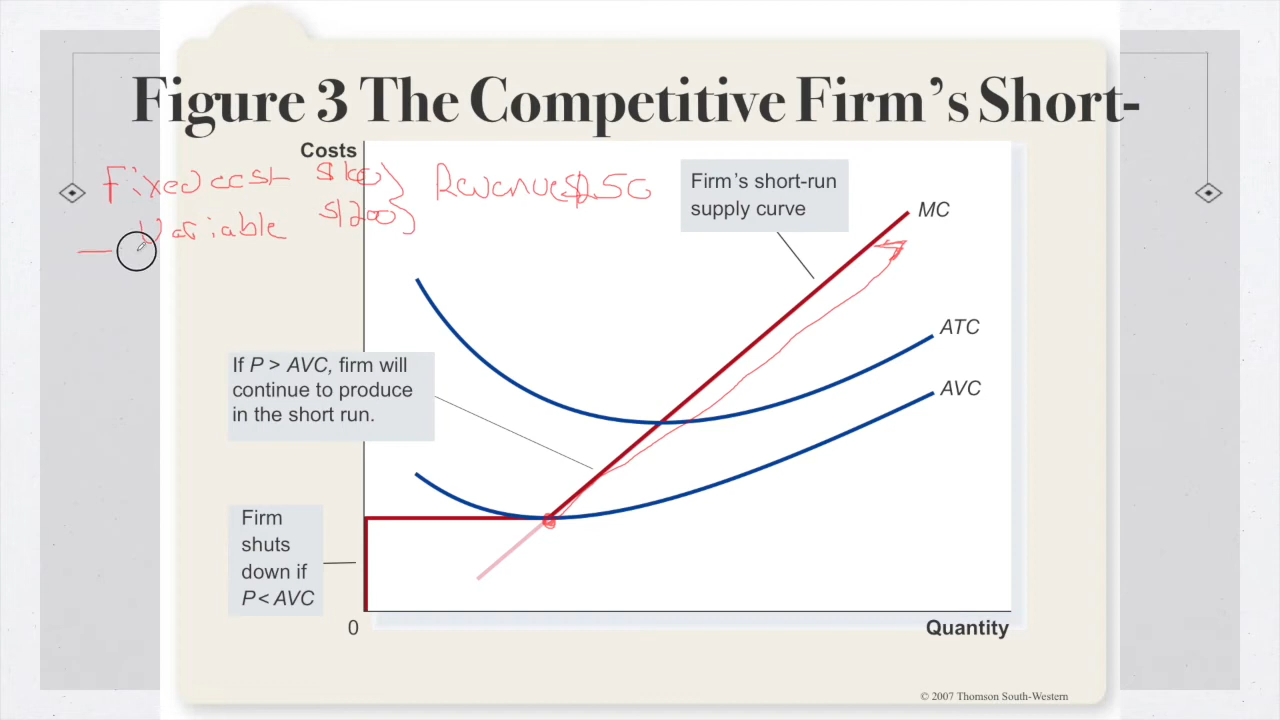 Figure 3 The Competitive Firm's Short-
Costs
Fixed cost $100
Revenue $250
Variable $200
Firm's short-run
supply curve
MC
ATC
AVC
If P > AVC, firm will
continue to produce
in the short run.
Firm
shuts
down if
P < AVC
0
Quantity
© 2007 Thomson South-Western